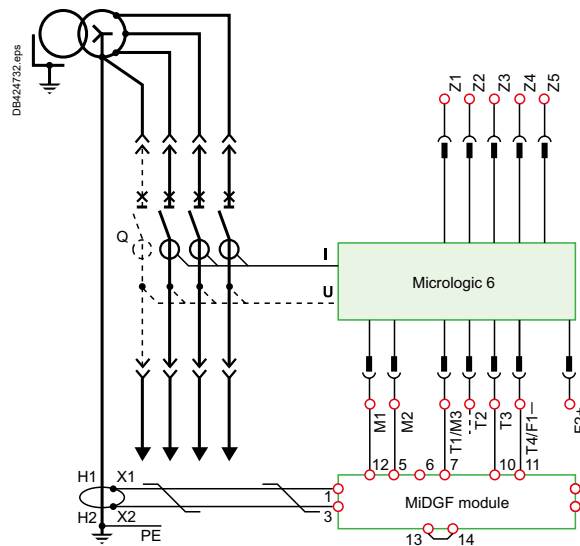 DB424732.eps
Z1
Z2
Z3
Z4
Z5
Q
I
U
Micrologic 6
M1
M2
T1/M3
T2
T3
T4/F1–
12
5
6
7
10
11
H1
X1
H2
X2
PE
1
3
MiDGF module
13
14